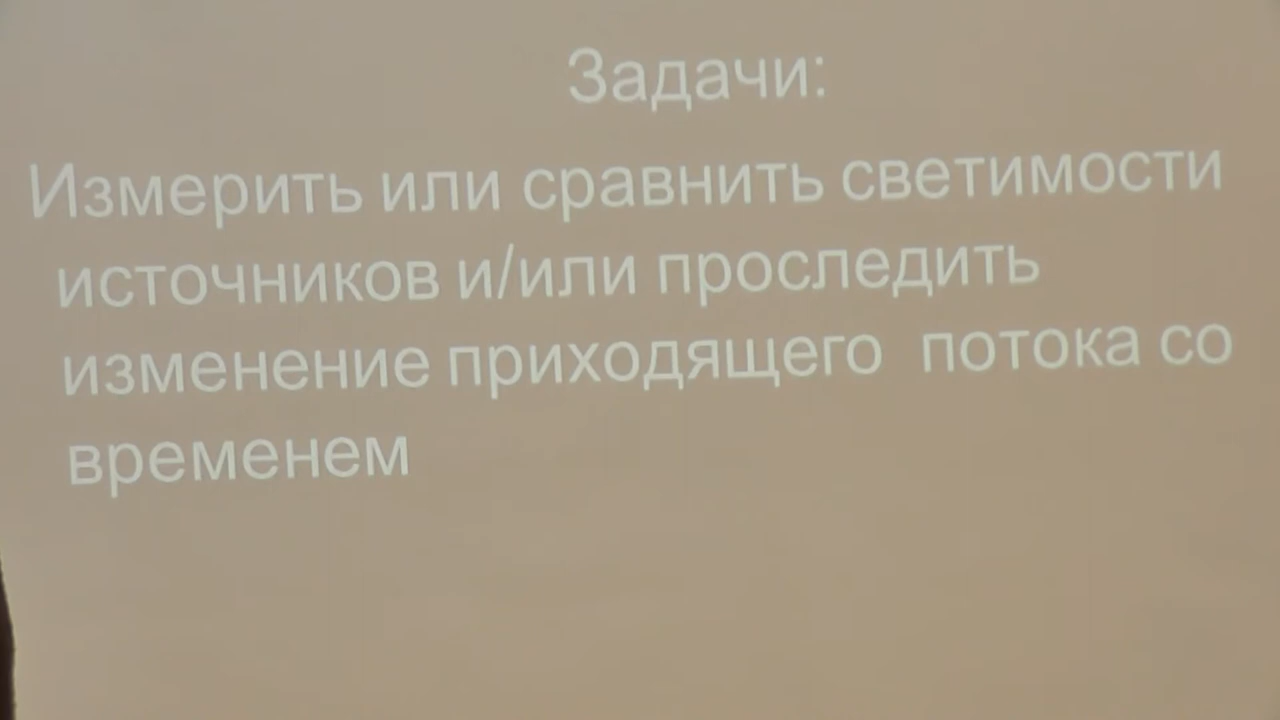 Задачи:
Измерить или сравнить светимости
источников и/или проследить
изменение приходящего потока со
временем